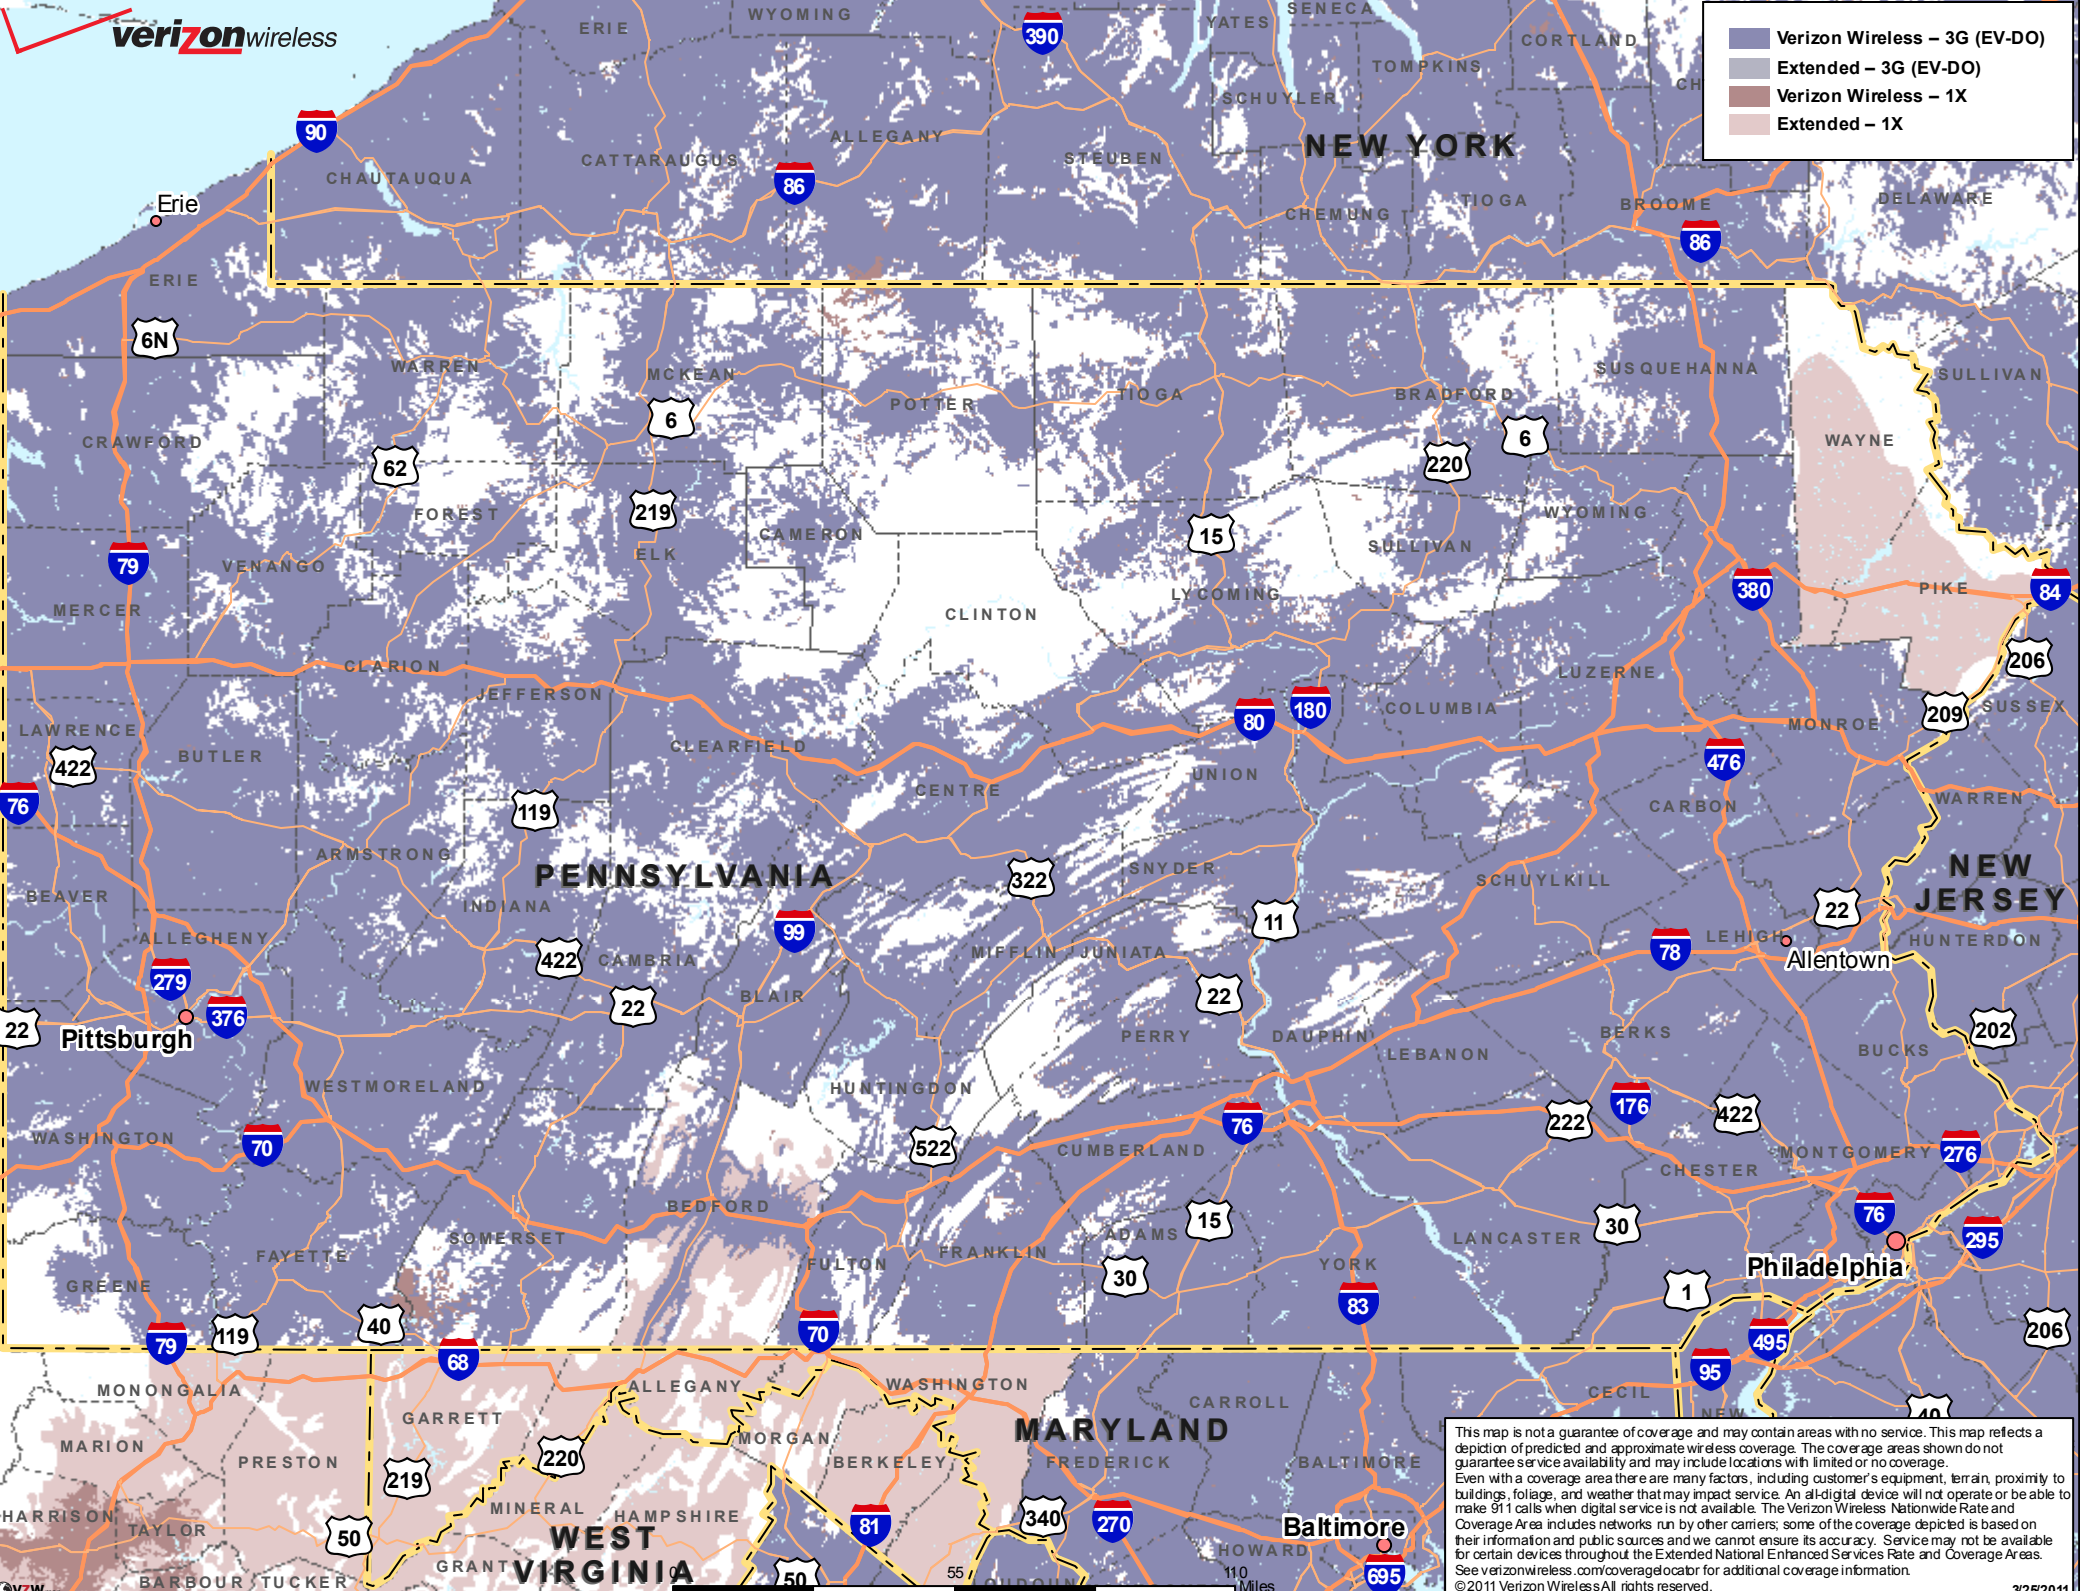 verizonwireless
Verizon Wireless – 3G (EV-DO)
Extended – 3G (EV-DO)
Verizon Wireless – 1X
Extended – 1X
ERIE
WYOMING
390
YATES
SENECA
CORTLAND
TOMPKINS
CH
SCHUYLER
90
ALLEGANY
NEW YORK
CATTARAUGUS
STEUBEN
CHAUTAUQUA
86
Erie
CHEMUNG
TIOGA
BROOME
DELAWARE
86
ERIE
6N
WARREN
MCKEAN
POTTER
TIOGA
BRADFORD
SUSQUEHANNA
SULLIVAN
6
CRAWFORD
62
220
6
WAYNE
FOREST
219
CAMERON
15
WYOMING
ELK
SULLIVAN
79
VENANGO
MERCER
CLINTON
LYCOMING
380
PIKE
84
CLARION
JEFFERSON
LUZERNE
206
LAWRENCE
80
180
COLUMBIA
MONROE
209
SUSSEX
422
BUTLER
CLEARFIELD
476
76
CENTRE
UNION
119
CARBON
WARREN
ARMSTRONG
PENNSYLVANIA
322
SNYDER
SCHUYLKILL
NEW
JERSEY
BEAVER
INDIANA
99
11
22
ALLEGHENY
422
CAMBRIA
MIFFLIN
JUNIATA
78
LEHIGH
HUNTERDON
Allentown
279
376
22
BLAIR
22
22
Pittsburgh
PERRY
DAUPHIN
LEBANON
BERKS
BUCKS
202
WESTMORELAND
HUNTINGDON
76
222
176
422
WASHINGTON
70
522
CUMBERLAND
CHESTER
MONTGOMERY
276
BEDFORD
15
30
76
295
SOMERSET
ADAMS
LANCASTER
FAYETTE
FULTON
FRANKLIN
YORK
GREENE
30
83
1
Philadelphia
79
119
40
68
70
495
206
95
MONONGALIA
ALLEGANY
WASHINGTON
CARROLL
CECIL
NEW
40
GARRETT
MARYLAND
MARION
PRESTON
219
220
MORGAN
BERKELEY
FREDERICK
BALTIMORE
HARRISON
TAYLOR
50
MINERAL
HAMPSHIRE
WEST
VIRGINIA
81
340
270
Baltimore
HOWARD
BARBOUR
TUCKER
GRANT
50
695
0
55
110
Miles
This map is not a guarantee of coverage and may contain areas with no service. This map reflects a
depiction of predicted and approximate wireless coverage. The coverage areas shown do not
guarantee service availability and may include locations with limited or no coverage.
Even with a coverage area there are many factors, including customer's equipment, terrain, proximity to
buildings, foliage, and weather that may impact service. An all-digital device will not operate or be able to
make 911 calls when digital service is not available. The Verizon Wireless Nationwide Rate and
Coverage Area includes networks run by other carriers; some of the coverage depicted is based on
their information and public sources and we cannot ensure its accuracy. Service may not be available
for certain devices throughout the Extended National Enhanced Services Rate and Coverage Areas.
See verizonwireless.com/coveragelocator for additional coverage information.
©2011 Verizon Wireless All rights reserved.
3/25/2011